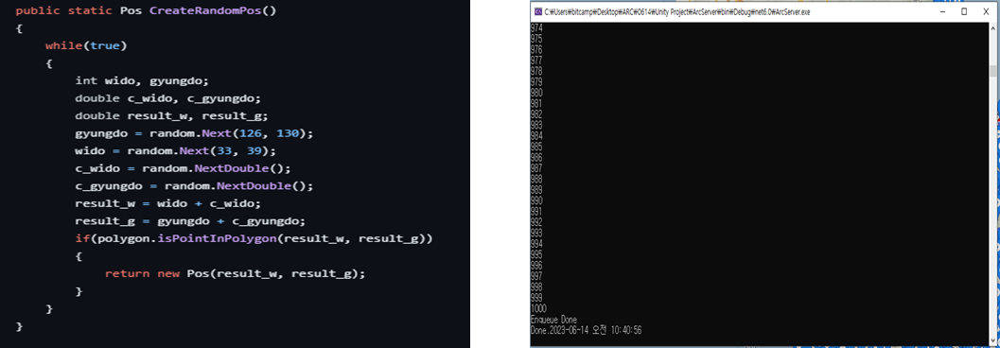 public static Pos CreateRandomPos()
{
while(true)
{
int wido, gyungdo;
double c_wido, c_gyungdo;
double result_w, result_g;
gyungdo = random.Next(126, 130);
wido = random.Next(33, 39);
c_wido = random.NextDouble();
c_gyungdo = random.NextDouble();
result_w = wido + c_wido;
result_g = gyungdo + c_gyungdo;
if(polygon.isPointInPolygon(result_w, result_g))
{
return new Pos(result_w, result_g);
}
}
}
C:₩Users₩bitcamp₩Desktop₩ARC₩0614₩Unity Project₩ArcServer₩bin₩Debug₩net6.0₩ArcServer.exe
974
975
976
977
978
979
980
981
982
983
984
985
986
987
988
989
990
991
992
993
994
995
996
997
998
999
1000
Enqueue Done
Done.2023-06-14 오전 10:40:56